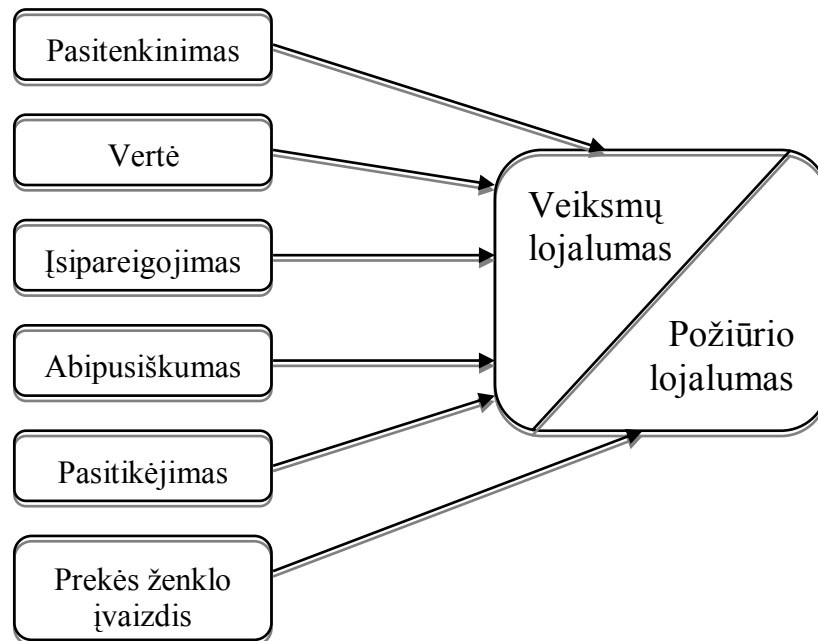 Pasitenkinimas
Vertė
Įsipareigojimas
Abipusiškumas
Pasitikėjimas
Prekės ženklo
įvaizdis
Veiksmų
lojalumas
Požiūrio
lojalumas